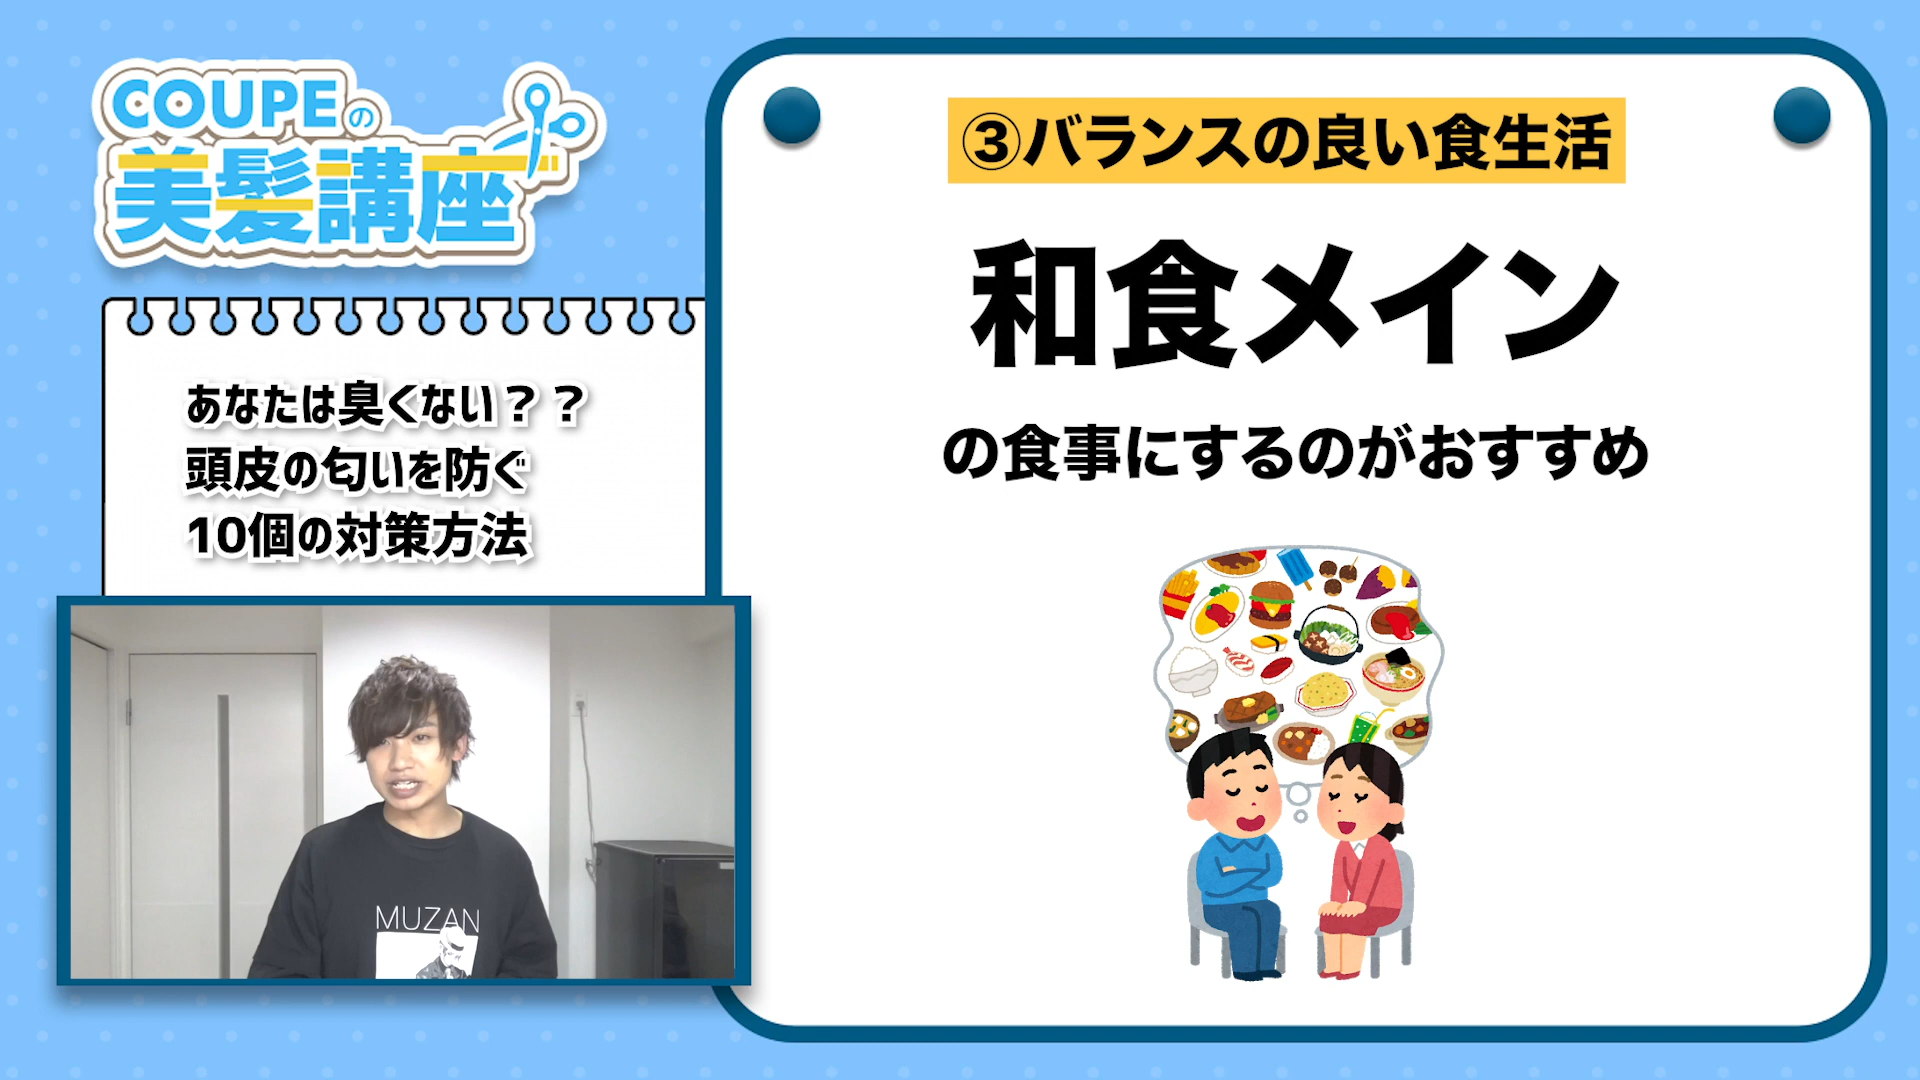 COUPEの
美髪講座
あなたは臭くない？？
頭皮の匂いを防ぐ
10個の対策方法
③バランスの良い食生活
和食メイン
の食事にするのがおすすめ
MUZAN